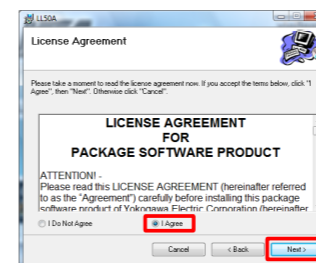 LL50A
License Agreement
Please take a moment to read the license agreement now. If you accept the terms below, click "I
Agree", then "Next". Otherwise click "Cancel".
LICENSE AGREEMENT
FOR
PACKAGE SOFTWARE PRODUCT
ATTENTION! -
Please read this LICENSE AGREEMENT (hereinafter referred
to as the "Agreement") carefully before installing this package
software product of Yokogawa Electric Corporation (hereinafter
I Do Not Agree
I Agree
Cancel
< Back
Next >